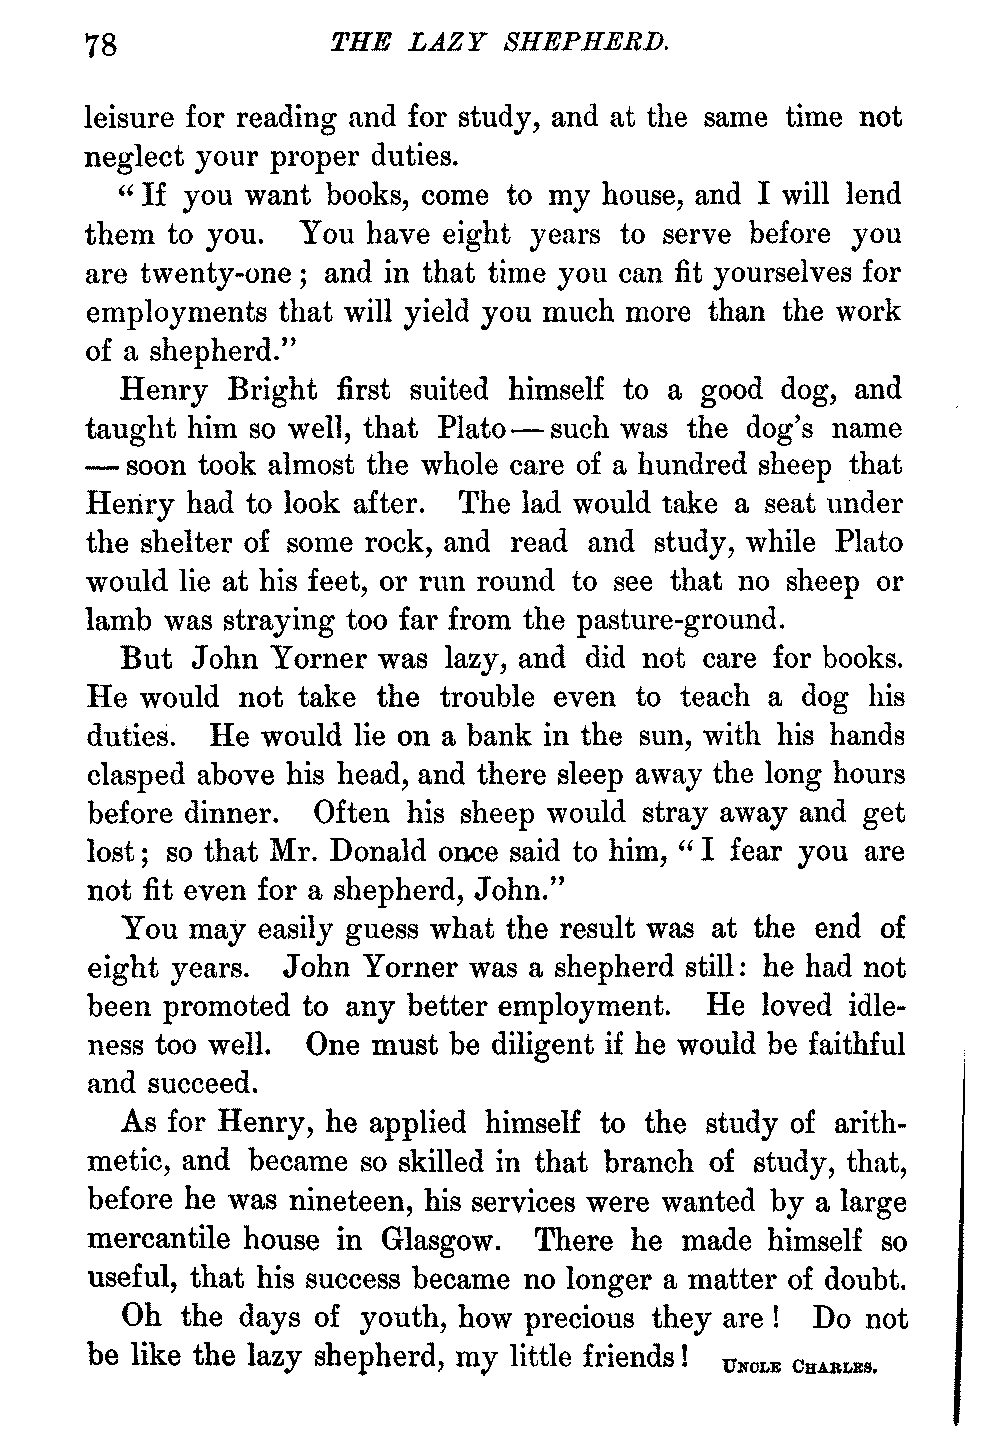 78 THE LAZY SHEPHERD.
leisure for reading and for study, and at the same time not
neglect your proper duties.
“If you want books, come to my house, and I will lend
them to you. You have eight years to serve before you
are twenty-one; and in that time you can fit yourselves for
employments that will yield you much more than the work
of a shepherd.”
Henry Bright first suited himself to a good dog, and
taught him so well, that Plato — such was the dog’s name
— soon took almost the whole care of a hundred sheep that
Henry had to look after. The lad would take a seat under
the shelter of some rock, and read and study, while Plato
would lie at his feet, or run round to see that no sheep or
lamb was straying too far from the pasture-ground.
But John Yorner was lazy, and did not care for books.
He would not take the trouble even to teach a dog his
duties. He would lie on a bank in the sun, with his hands
clasped above his head, and there sleep away the long hours
before dinner. Often his sheep would stray away and get
lost; so that Mr. Donald once said to him, “I fear you are
not fit even for a shepherd, John.”
You may easily guess what the result was at the end of
eight years. John Yorner was a shepherd still: he had not
been promoted to any better employment. He loved idle-
ness too well. One must be diligent if he would be faithful
and succeed.
As for Henry, he applied himself to the study of arith-
metic, and became so skilled in that branch of study, that,
before he was nineteen, his services were wanted by a large
mercantile house in Glasgow. There he made himself so
useful, that his success became no longer a matter of doubt.
Oh the days of youth, how precious they are! Do not
be like the lazy shepherd, my little friends! UNCLE CHARLES.